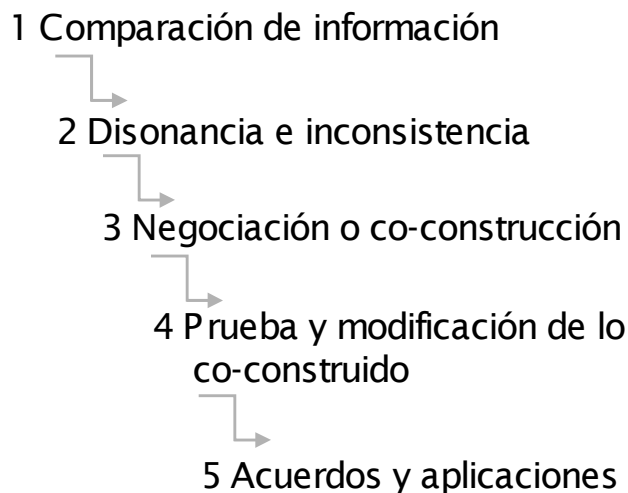 1 Comparación de información
2 Disonancia e inconsistencia
3 Negociación o co-construcción
4 Prueba y modificación de lo
co-construido
5 Acuerdos y aplicaciones